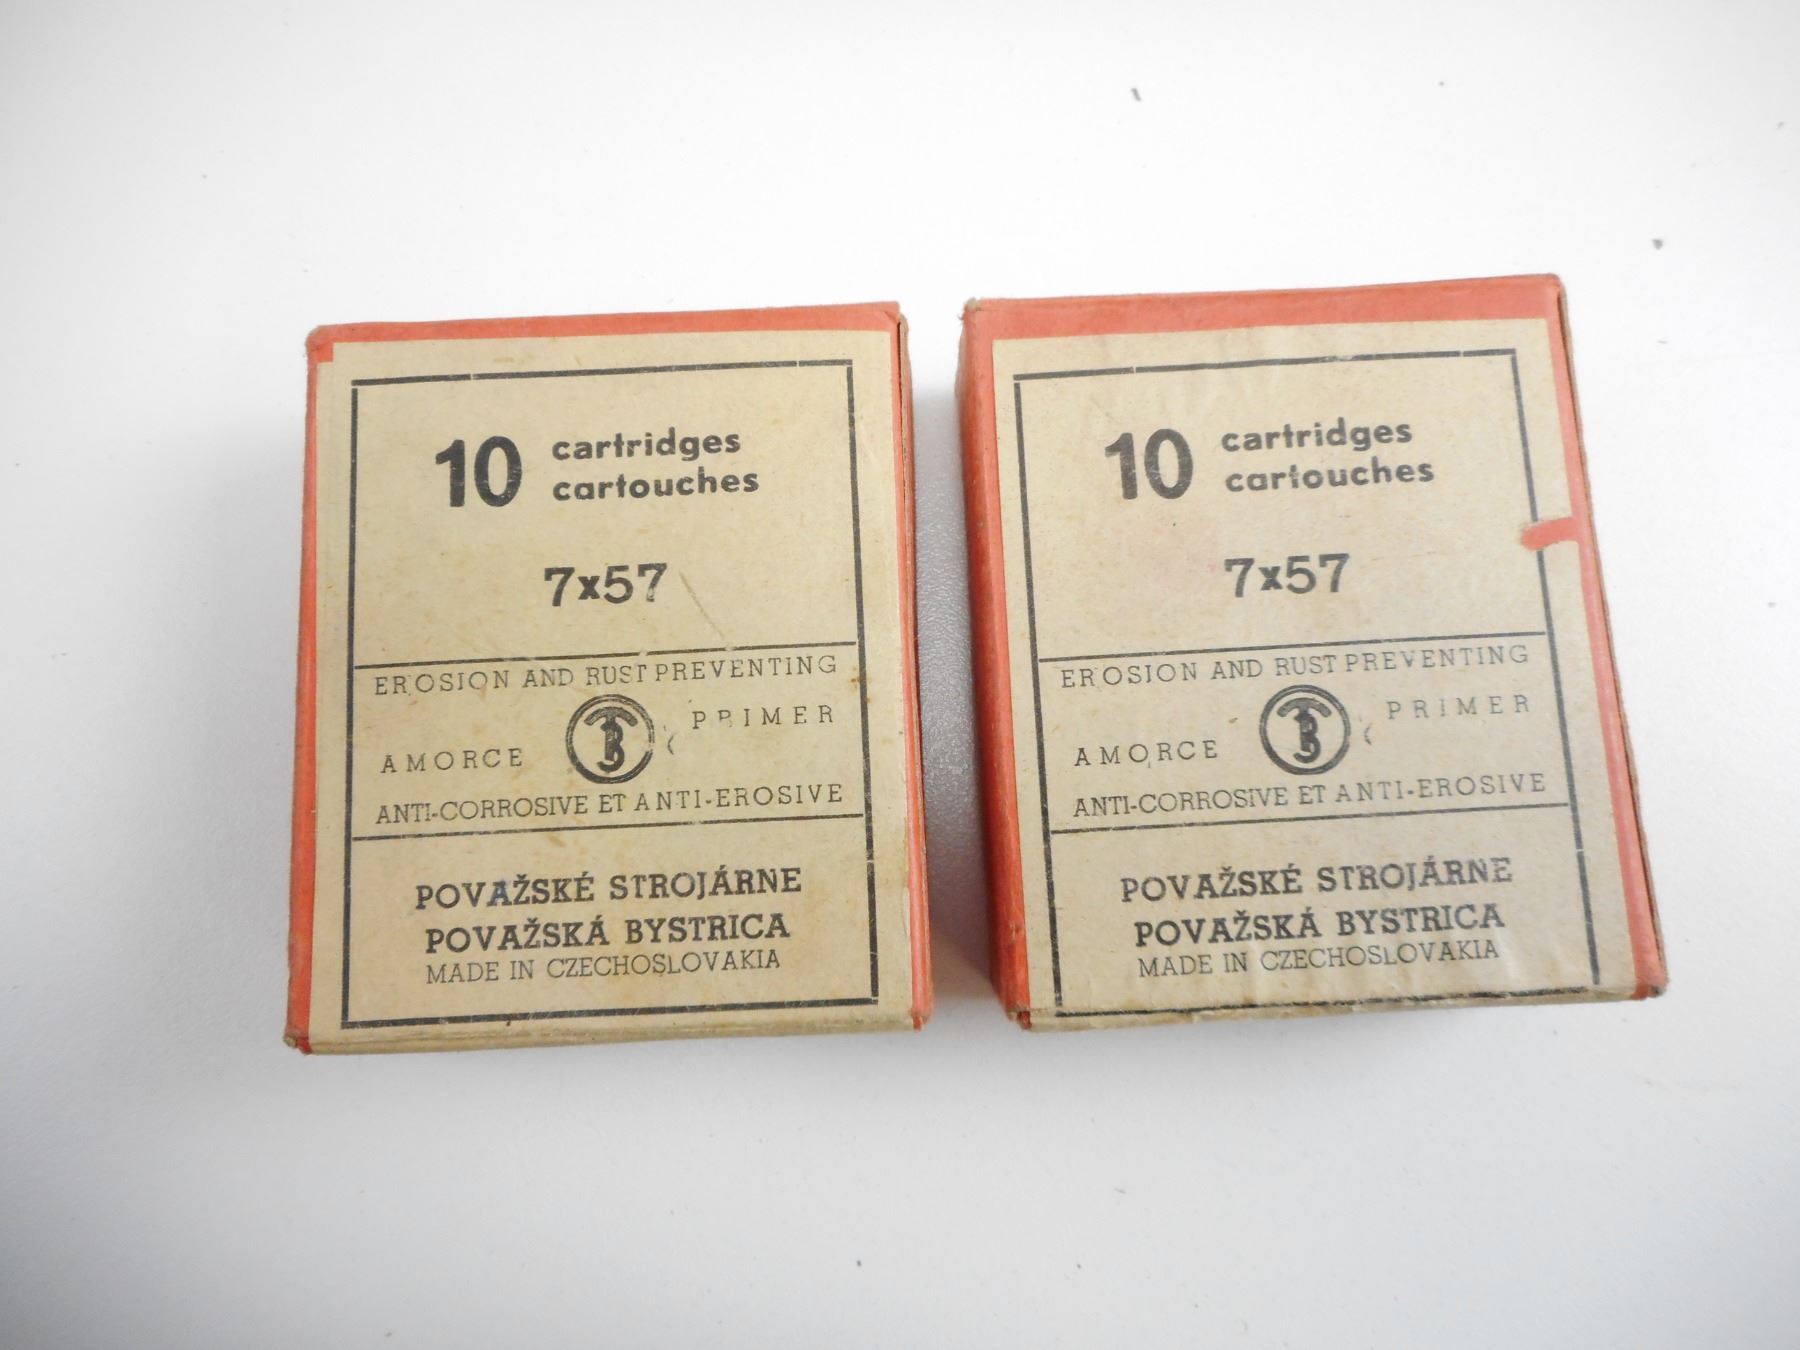 10 cartridges
cartouches
7x57
EROSION AND RUST PREVENTING
PRIMER
AMORCE
ANTI-CORROSIVE ET ANTI-EROSIVE
POVAŽSKÉ STROJÁRNE
POVAŽSKÁ BYSTRICA
MADE IN CZECHOSLOVAKIA
10 cartridges
cartouches
7x57
EROSION AND RUST PREVENTING
PRIMER
AMORCE
ANTI-CORROSIVE ET ANTI-EROSIVE
POVAŽSKÉ STROJÁRNE
POVAŽSKÁ BYSTRICA
MADE IN CZECHOSLOVAKIA